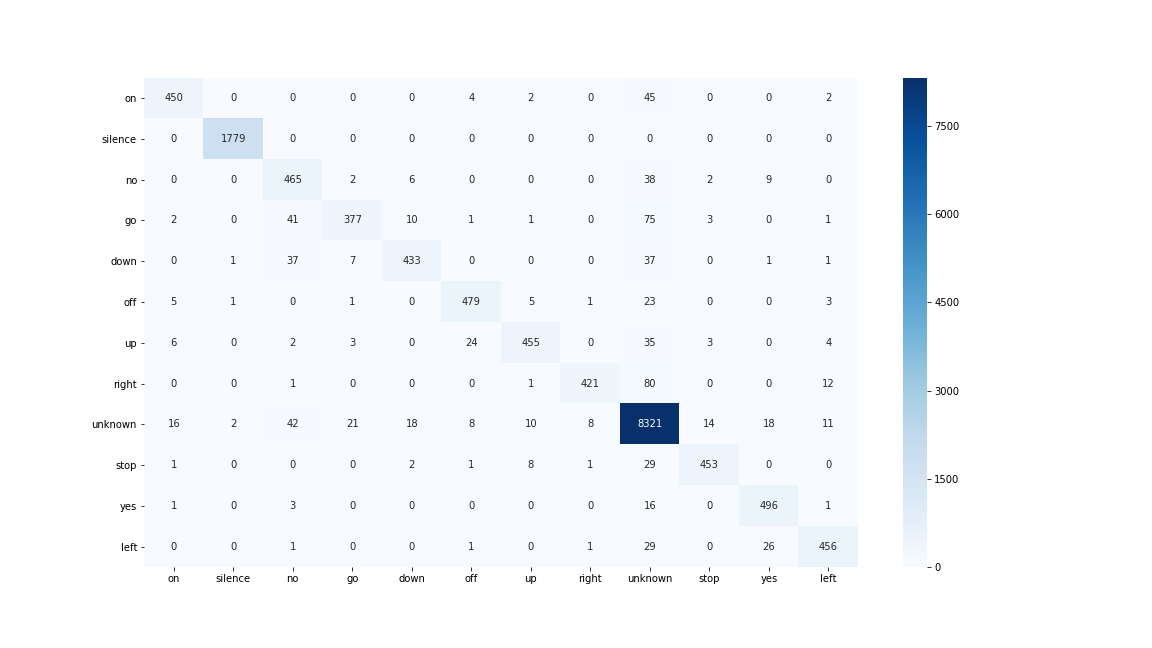 on 450 0 0 0 0 4 2 0 45 0 0 2
silence 0 1779 0 0 0 0 0 0 0 0 0 0
7500
no 0 0 465 2 6 0 0 0 38 2 9 0
6000
go 2 0 41 377 10 1 1 0 75 3 0 1
down 0 1 37 7 433 0 0 0 37 0 1 1
off 5 1 0 1 0 479 5 1 23 0 0 3
4500
up 6 0 2 3 0 24 455 0 35 3 0 4
right 0 0 1 0 0 0 1 421 80 0 0 12
3000
unknown 16 2 42 21 18 8 10 8 8321 14 18 11
stop 1 0 0 0 2 1 8 1 29 453 0 0
1500
yes 1 0 3 0 0 0 0 0 16 0 496 1
left 0 0 1 0 0 1 0 1 29 0 26 456
0
on silence no go down off up right unknown stop yes left